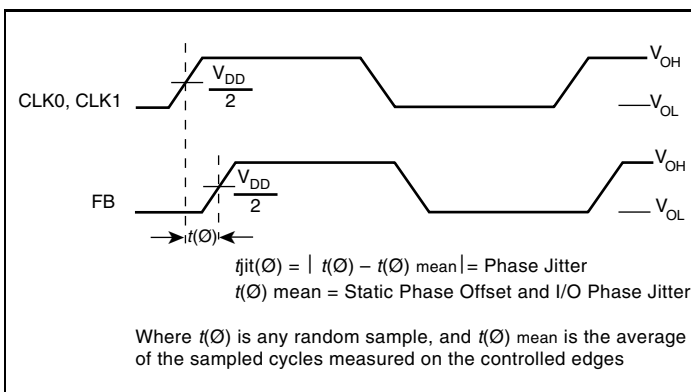 V_OH
V_DD
CLK0, CLK1
2
V_OL
V_OH
V_DD
FB
2
V_OL
t(Ø)
tjit(Ø) = | t(Ø) – t(Ø) mean| = Phase Jitter
t(Ø) mean = Static Phase Offset and I/O Phase Jitter
Where t(Ø) is any random sample, and t(Ø) mean is the average
of the sampled cycles measured on the controlled edges